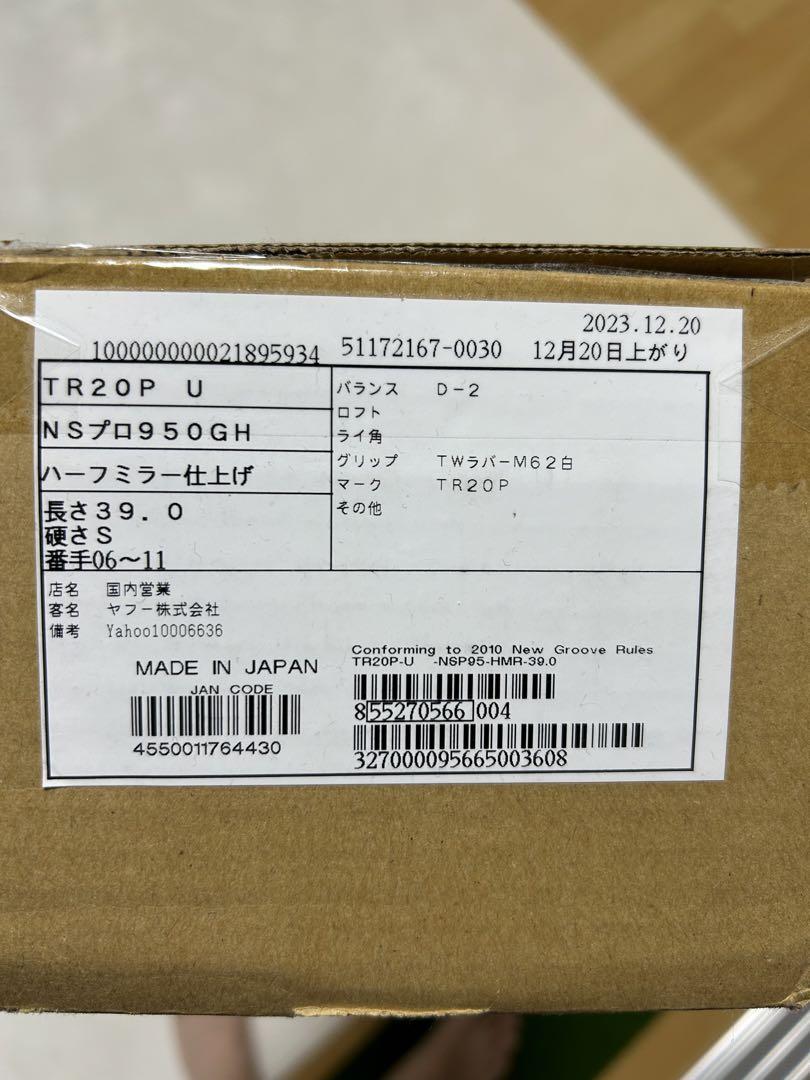 2023.12.20
100000000021895934 51172167-0030 12月20日上がり
TR20P U
NSプロ950GH
ハーフミラー仕上げ
長さ39.0
硬さS
番手06～11
バランス D-2
ロフト
ライ角
グリップ TWラバーM62白
マーク TR20P
その他
店名 国内営業
客名 ヤフー株式会社
備考 Yahoo10006636
MADE IN JAPAN
JAN CODE
4550011764430
Conforming to 2010 New Groove Rules
TR20P-U -NSP95-HMR-39.0
855270566004
327000095665003608